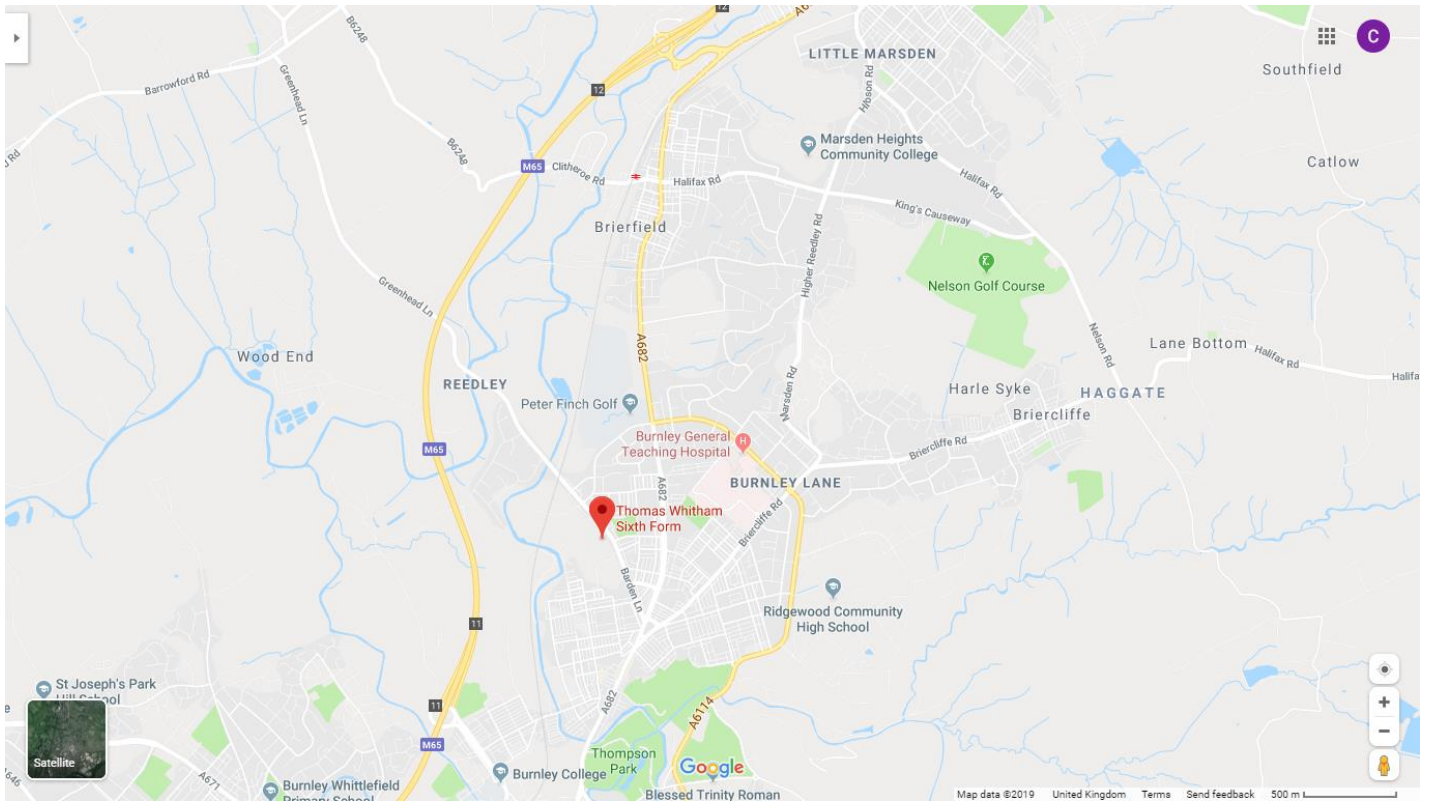 12
A6
LITTLE MARSDEN
C
Southfield
B6248
Barrowford Rd
Greenhead Ln
12
Hibson Rd
Marsden Heights
Community College
B6248
M65
Clitheroe Rd
Halifax Rd
Halifax Rd
Catlow
Rd
King's Causeway
Brierfield
Higher Reedley Rd
Nelson Golf Course
Greenhead Ln
A682
Nelson Rd
Wood End
Lane Bottom
Halifax Rd
Halifa
REEDLEY
Marsden Rd
Harle Syke
HAGGATE
Peter Finch Golf
Briercliffe
Burnley General
Teaching Hospital
H
M65
Briercliffe Rd
A682
BURNLEY LANE
Thomas Whitham
Sixth Form
Briercliffe Rd
Barden Ln
Ridgewood Community
High School
11
St Joseph's Park
Hill School
e
11
A682
A6114
M65
Satellite
Thompson
Park
Google
A646
A671
Burnley College
Burnley Whittlefield
Primary School
Blessed Trinity Roman
Map data ©2019 United Kingdom Terms Send feedback 500 m